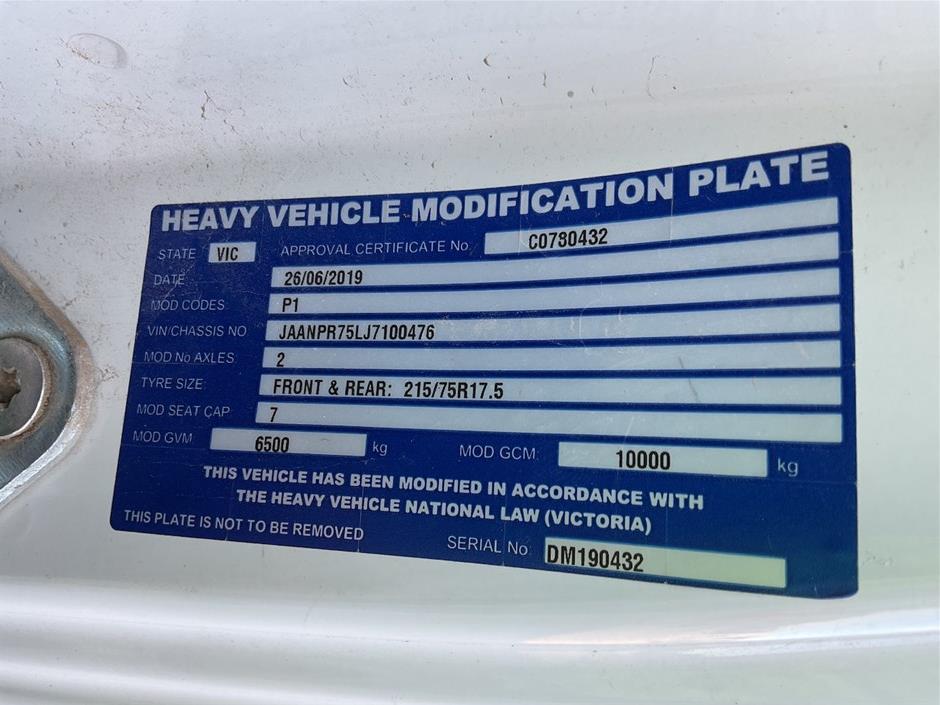 HEAVY VEHICLE MODIFICATION PLATE
STATE VIC APPROVAL CERTIFICATE No. C0780432
DATE: 26/06/2019
MOD CODES P1
VIN/CHASSIS NO JAANPR75LJ7100476
MOD No AXLES: 2
TYRE SIZE: FRONT & REAR: 215/75R17.5
MOD SEAT CAP: 7
MOD GVM: 6500 kg MOD GCM: 10000 kg
THIS VEHICLE HAS BEEN MODIFIED IN ACCORDANCE WITH
THE HEAVY VEHICLE NATIONAL LAW (VICTORIA)
THIS PLATE IS NOT TO BE REMOVED
SERIAL No: DM190432